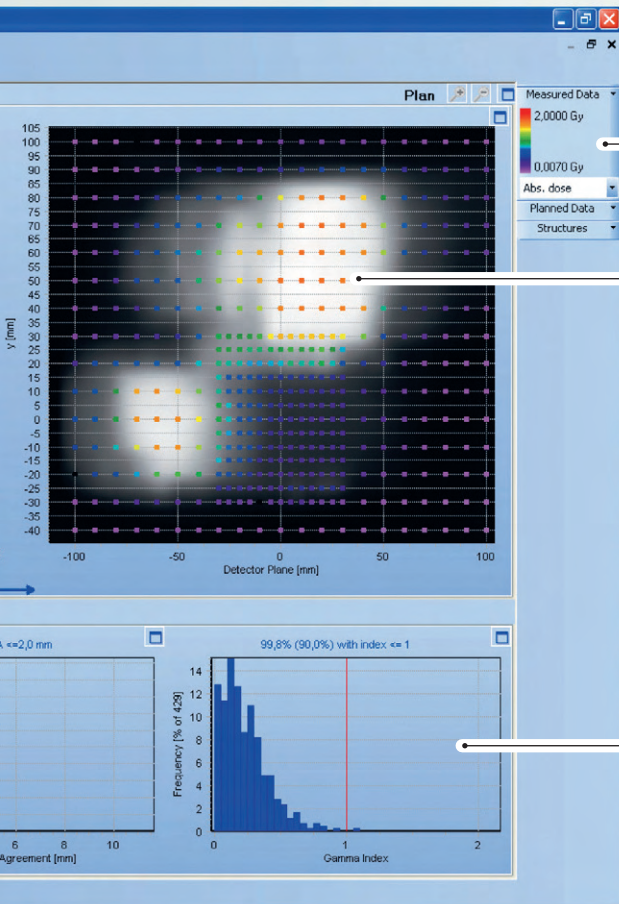 Plan
Measured Data
2,0000 Gy
0,0070 Gy
Abs. dose
Planned Data
Structures
105
100
95
90
85
80
75
70
65
60
55
50
45
40
35
30
25
20
15
10
5
0
-5
-10
-15
-20
-25
-30
-35
-40
y [mm]
-100 -50 0 50 100
Detector Plane [mm]
<=2,0 mm
6 8 10
Agreement [mm]
99,8% (90,0%) with index <= 1
14
12
10
8
6
4
2
0
Frequency [% of 429]
0 1 2
Gamma Index